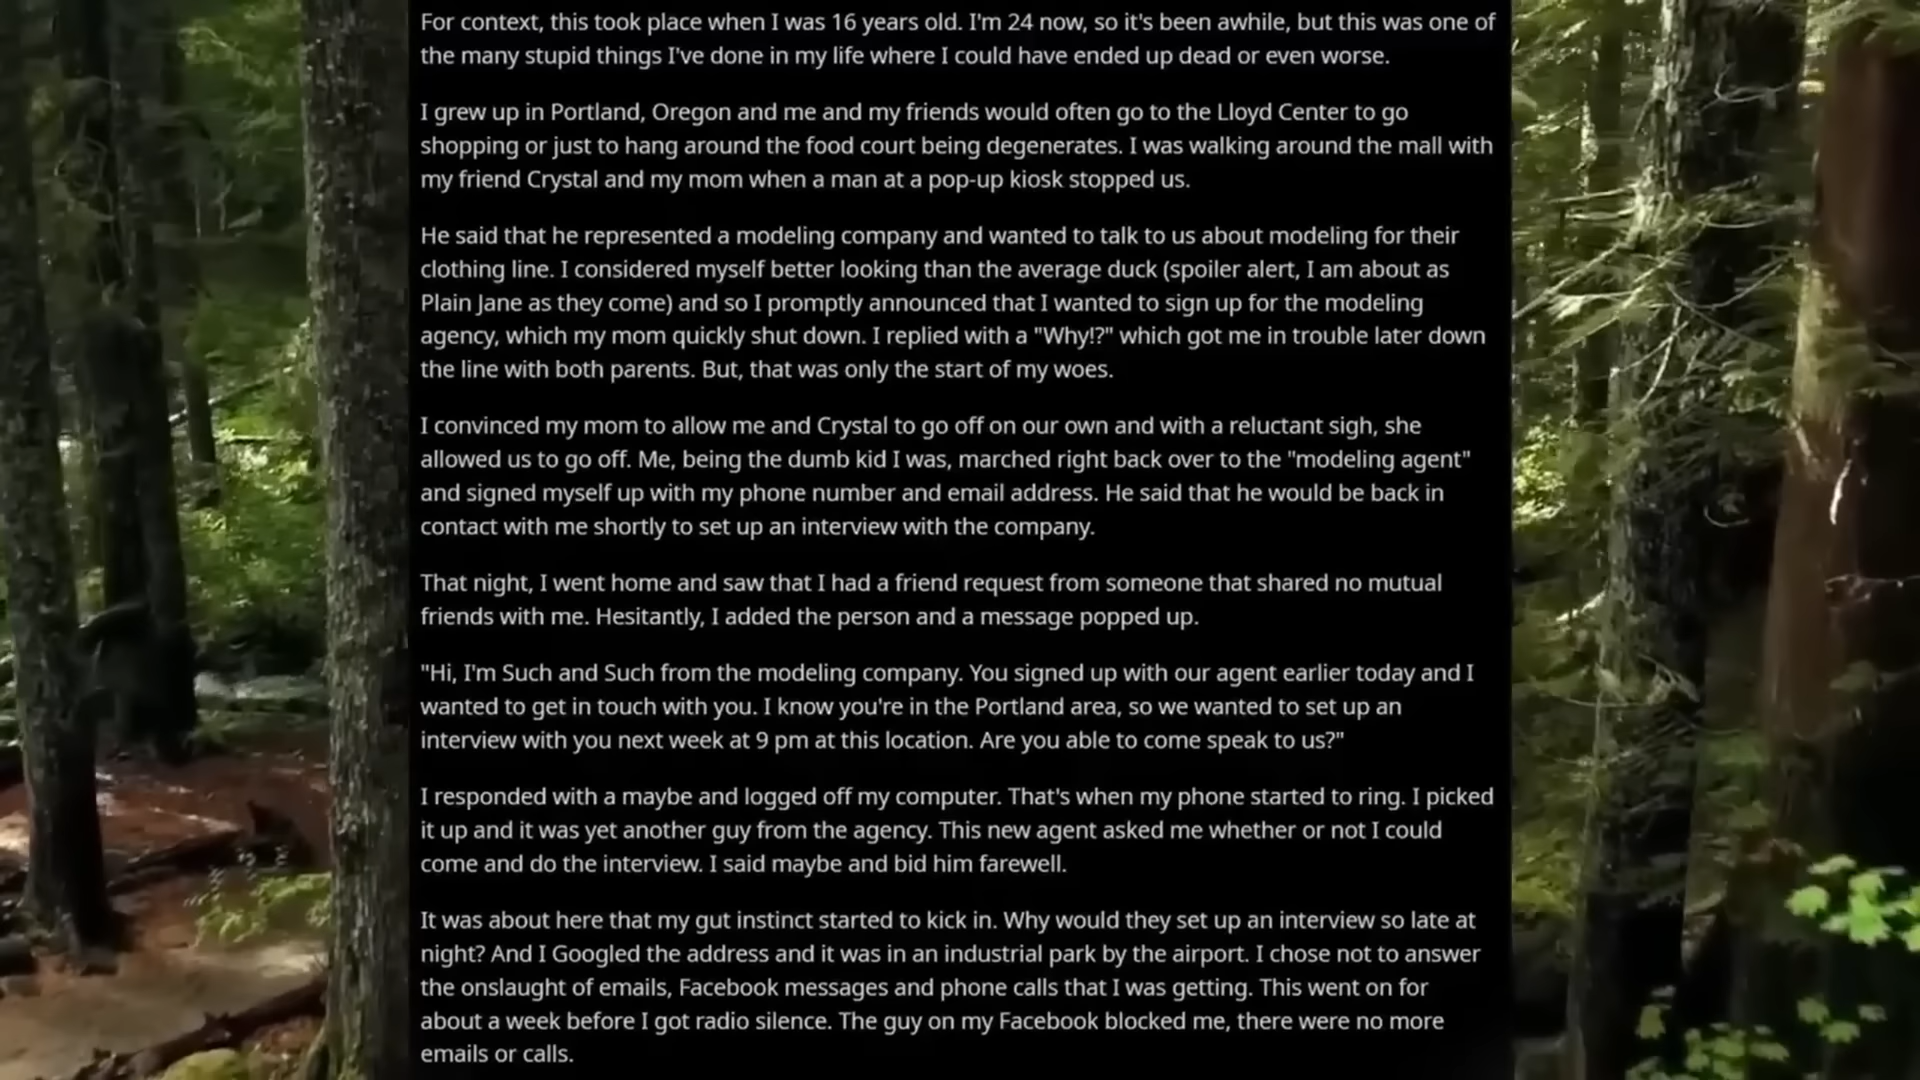 For context, this took place when I was 16 years old. I'm 24 now, so it's been awhile, but this was one of
the many stupid things I've done in my life where I could have ended up dead or even worse.
I grew up in Portland, Oregon and me and my friends would often go to the Lloyd Center to go
shopping or just to hang around the food court being degenerates. I was walking around the mall with
my friend Crystal and my mom when a man at a pop-up kiosk stopped us.
He said that he represented a modeling company and wanted to talk to us about modeling for their
clothing line. I considered myself better looking than the average duck (spoiler alert, I am about as
Plain Jane as they come) and so I promptly announced that I wanted to sign up for the modeling
agency, which my mom quickly shut down. I replied with a "Why!?" which got me in trouble later down
the line with both parents. But, that was only the start of my woes.
I convinced my mom to allow me and Crystal to go off on our own and with a reluctant sigh, she
allowed us to go off. Me, being the dumb kid I was, marched right back over to the "modeling agent"
and signed myself up with my phone number and email address. He said that he would be back in
contact with me shortly to set up an interview with the company.
That night, I went home and saw that I had a friend request from someone that shared no mutual
friends with me. Hesitantly, I added the person and a message popped up.
"Hi, I'm Such and Such from the modeling company. You signed up with our agent earlier today and I
wanted to get in touch with you. I know you're in the Portland area, so we wanted to set up an
interview with you next week at 9 pm at this location. Are you able to come speak to us?"
I responded with a maybe and logged off my computer. That's when my phone started to ring. I picked
it up and it was yet another guy from the agency. This new agent asked me whether or not I could
come and do the interview. I said maybe and bid him farewell.
It was about here that my gut instinct started to kick in. Why would they set up an interview so late at
night? And I Googled the address and it was in an industrial park by the airport. I chose not to answer
the onslaught of emails, Facebook messages and phone calls that I was getting. This went on for
about a week before I got radio silence. The guy on my Facebook blocked me, there were no more
emails or calls.